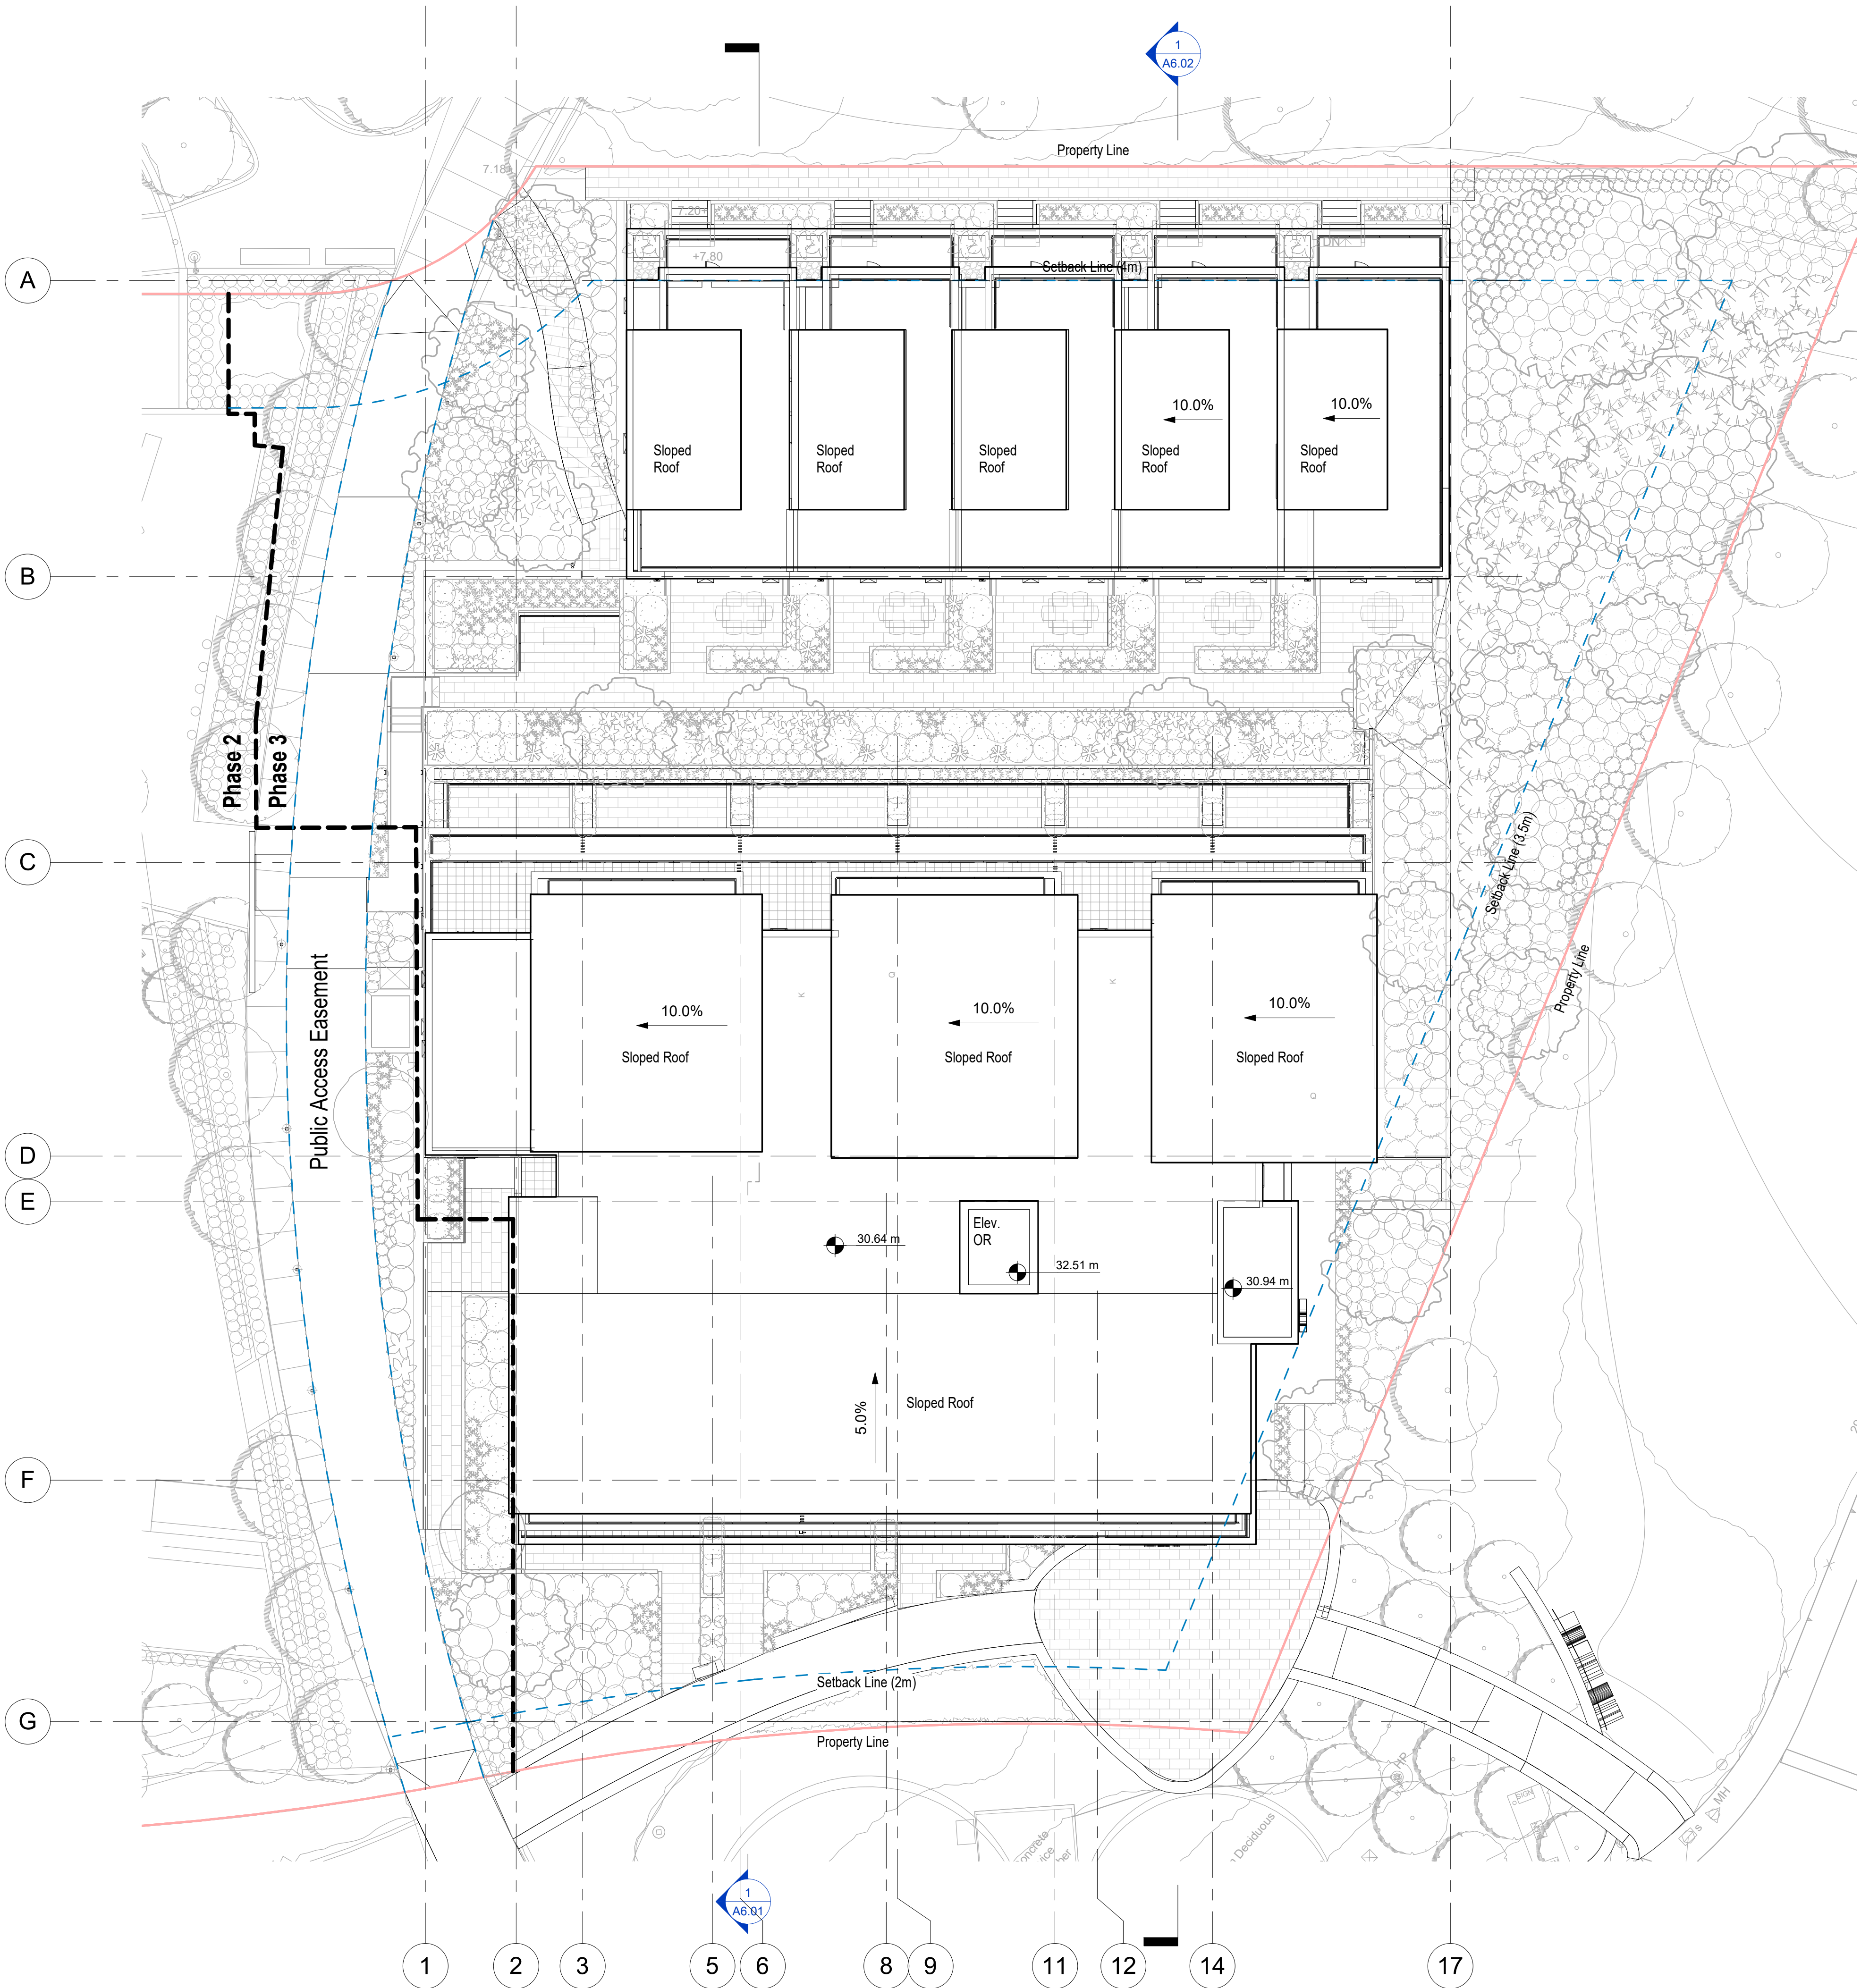 1
A6.02
Property Line
7.18+
7.20+
+7.80
DN
A
Setback Line (4m)
10.0%
10.0%
Sloped
Roof
Sloped
Roof
Sloped
Roof
Sloped
Roof
Sloped
Roof
B
Phase 2
Phase 3
C
Setback Line (3.5m)
Property Line
Public Access Easement
10.0%
10.0%
10.0%
Sloped Roof
Sloped Roof
Sloped Roof
D
E
Elev.
OR
30.64 m
32.51 m
30.94 m
5.0%
Sloped Roof
F
Setback Line (2m)
G
Property Line
HP
SIGN
MH
S
Deciduous
1
A6.01
1
2
3
5
6
8
9
11
12
14
17